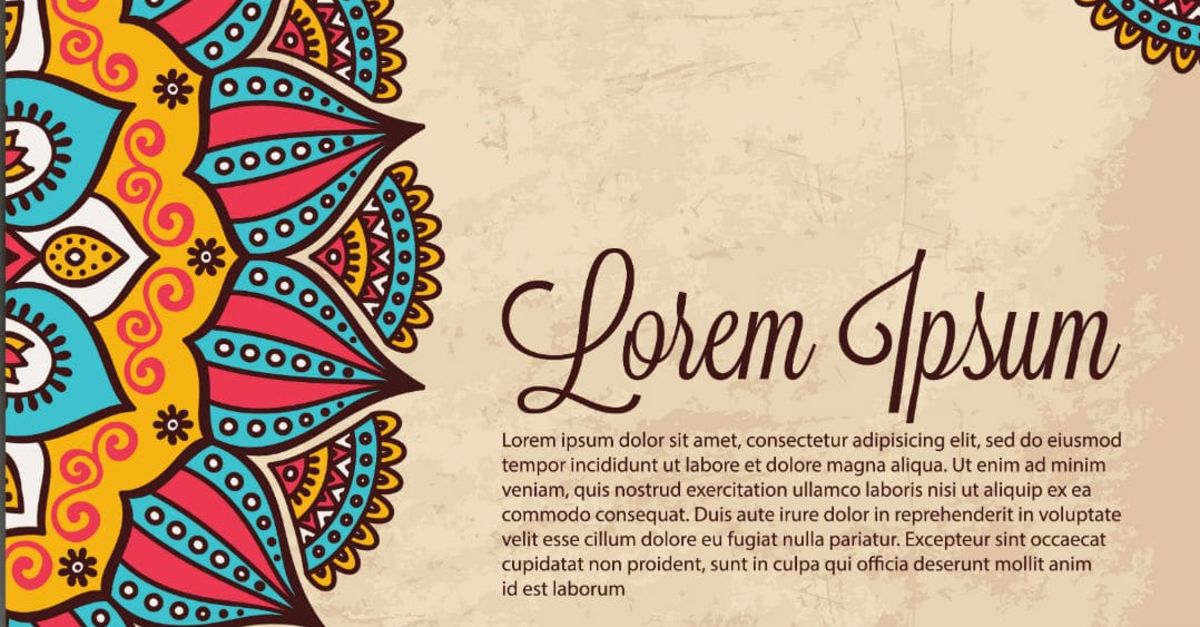 Lorem Ipsum
Lorem ipsum dolor sit amet, consectetur adipisicing elit, sed do eiusmod
tempor incididunt ut labore et dolore magna aliqua. Ut enim ad minim
veniam, quis nostrud exercitation ullamco laboris nisi ut aliquip ex ea
commodo consequat. Duis aute irure dolor in reprehenderit in voluptate
velit esse cillum dolore eu fugiat nulla pariatur. Excepteur sint occaecat
cupidatat non proident, sunt in culpa qui officia deserunt mollit anim
id est laborum